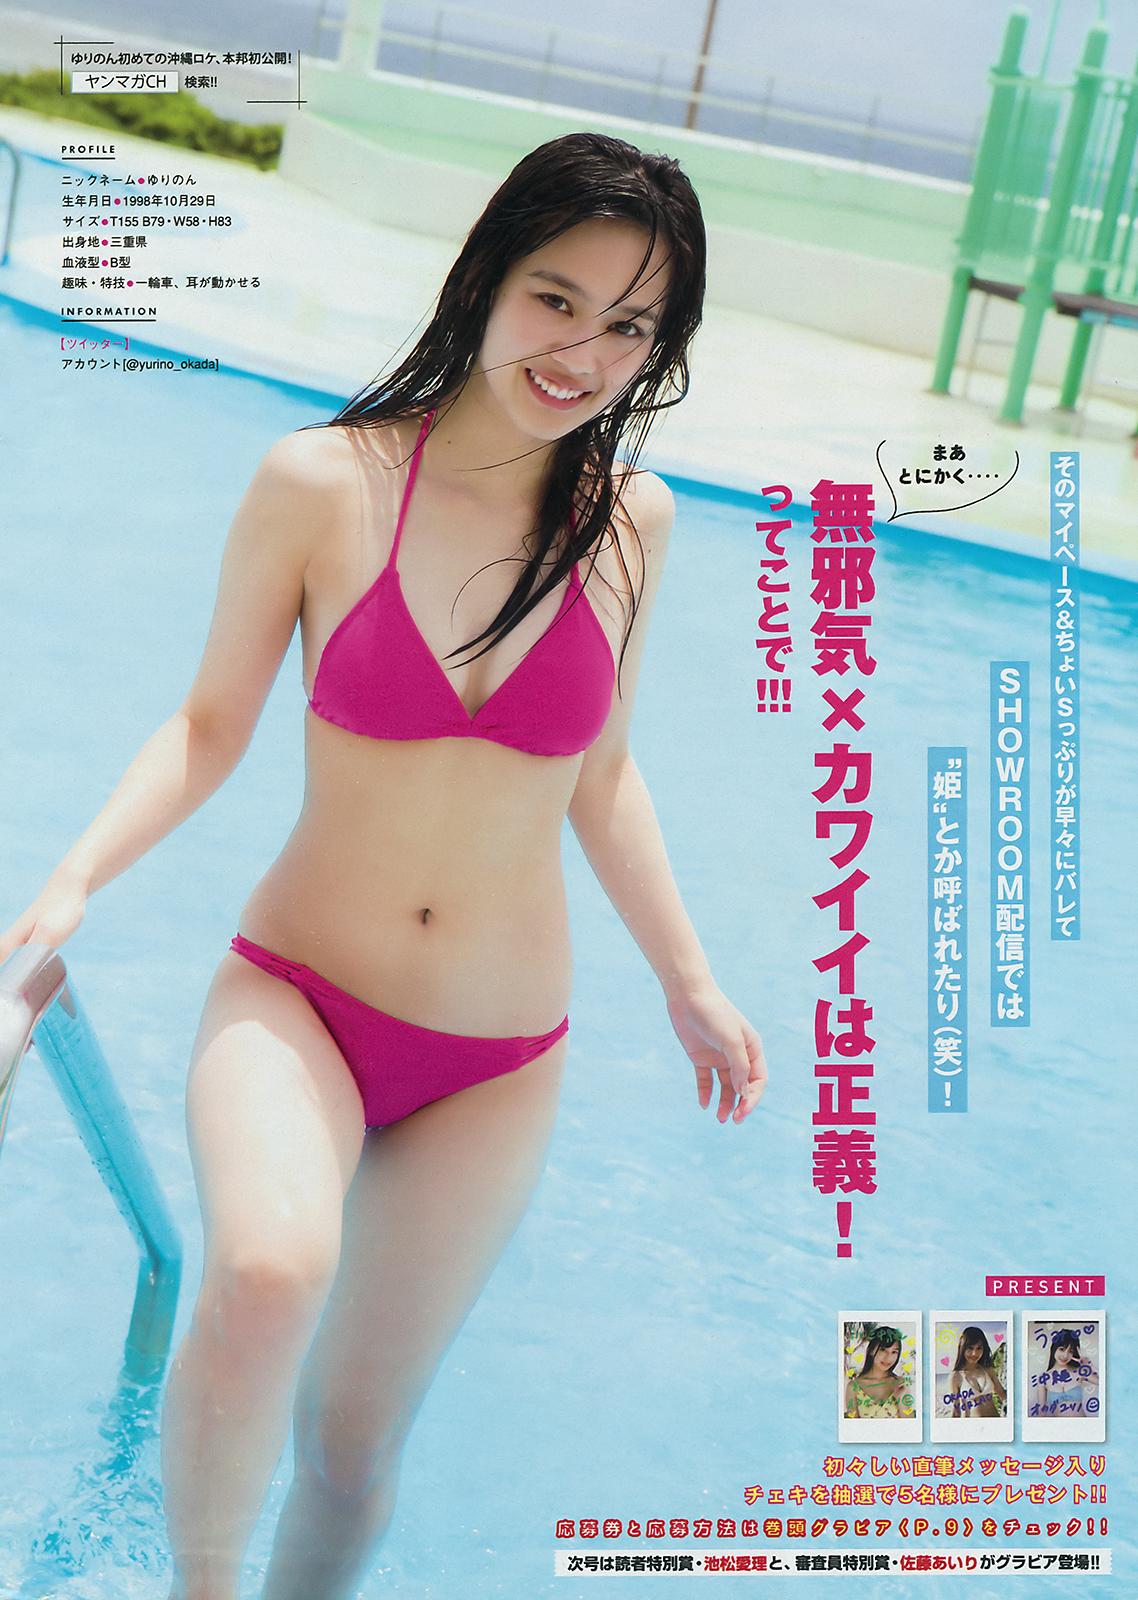 ゆりのん初めての沖縄ロケ、本邦初公開!
ヤンマガCH 検索!!
PROFILE
ニックネーム●ゆりのん
生年月日●1998年10月29日
サイズ●T155 B79・W58・H83
出身地●三重県
血液型●B型
趣味・特技●一輪車、耳が動かせる
INFORMATION
【ツイッター】
アカウント[@yurino_okada]
そのマイペース&ちょいSっぷりが早々にバレて
SHOWROOM配信では
"姫"とか呼ばれたり(笑)!
まあ
とにかく‥‥
無邪気×カワイイは正義!
ってことで!!!
PRESENT
OKADA
YURINO
沖縄
オカダユリノ
初々しい直筆メッセージ入り
チェキを抽選で5名様にプレゼント!!
応募券と応募方法は巻頭グラビア〈P.9〉をチェック!!
次号は読者特別賞・池松愛理と、審査員特別賞・佐藤あいりがグラビア登場!!